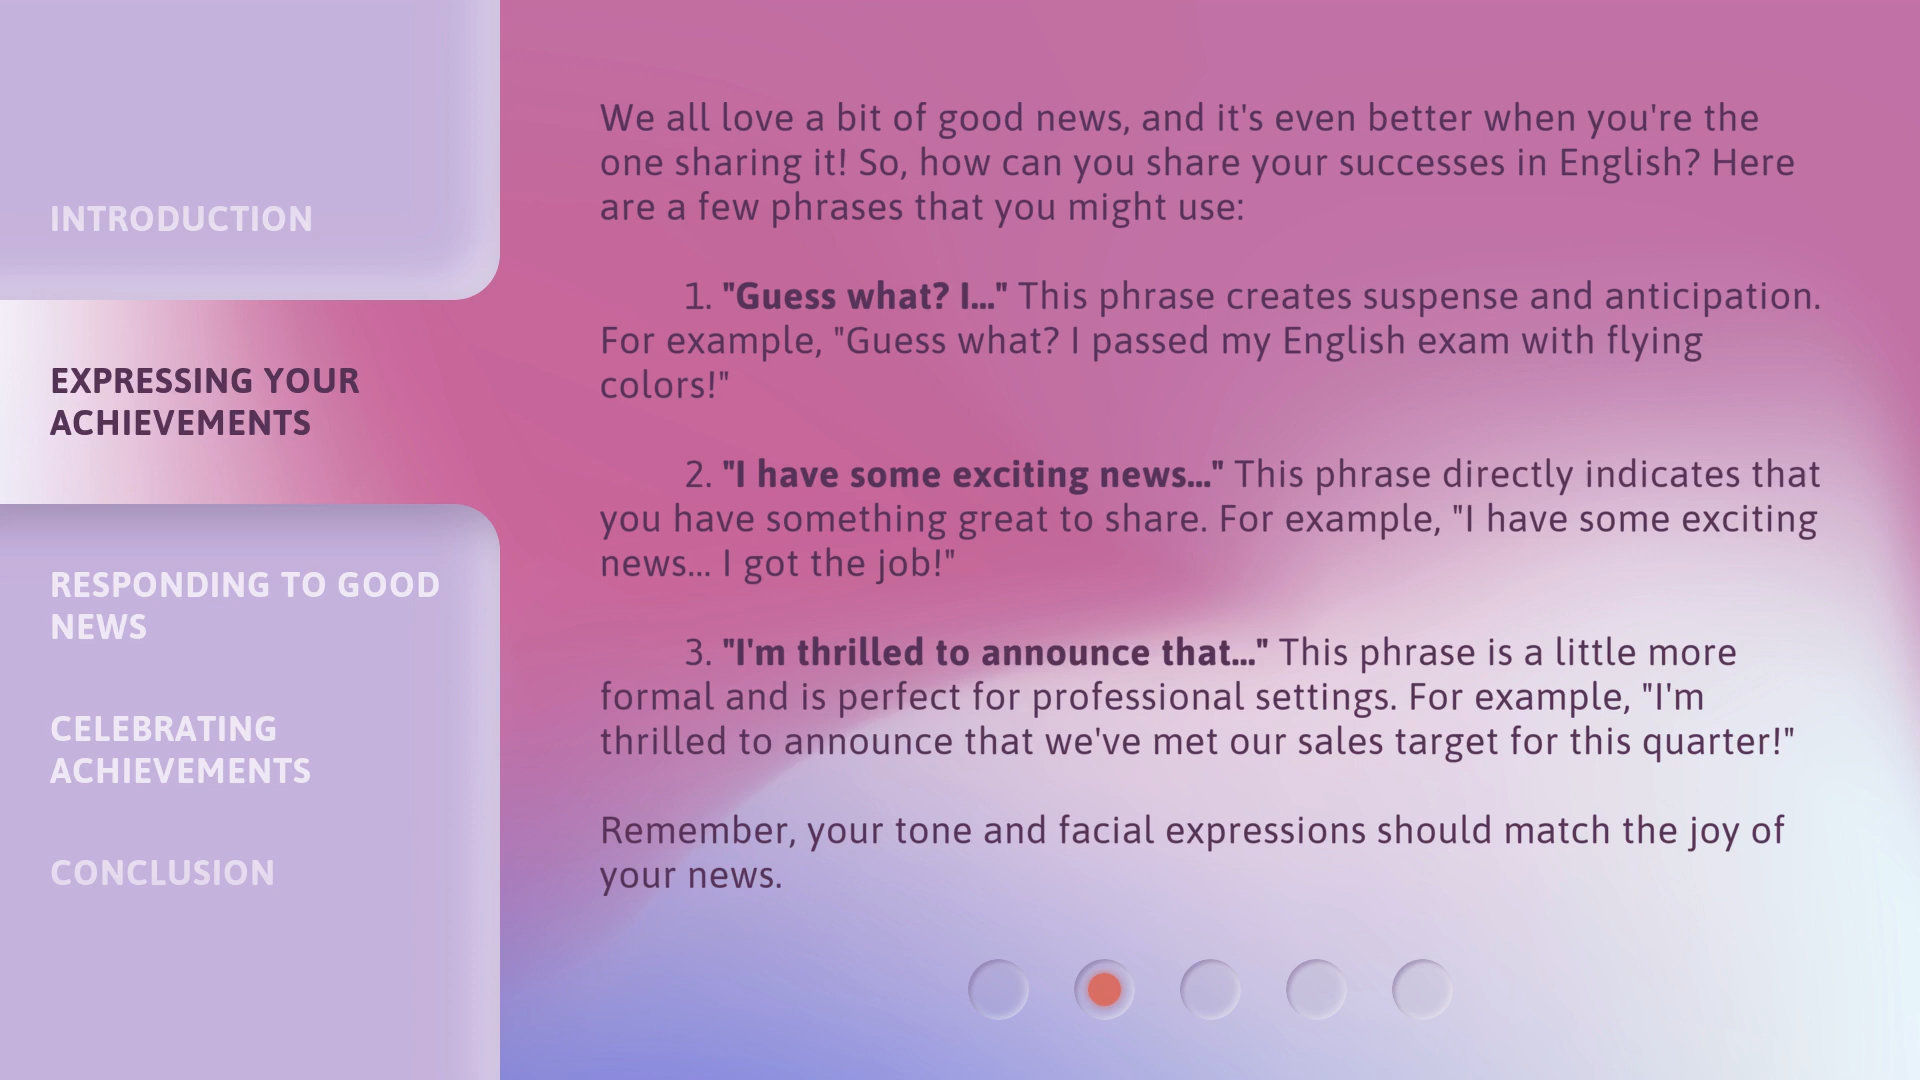 INTRODUCTION
EXPRESSING YOUR
ACHIEVEMENTS
RESPONDING TO GOOD
NEWS
CELEBRATING
ACHIEVEMENTS
CONCLUSION
We all love a bit of good news, and it's even better when you're the
one sharing it! So, how can you share your successes in English? Here
are a few phrases that you might use:
1. "Guess what? I..." This phrase creates suspense and anticipation.
For example, "Guess what? I passed my English exam with flying
colors!"
2. "I have some exciting news..." This phrase directly indicates that
you have something great to share. For example, "I have some exciting
news... I got the job!"
3. "I'm thrilled to announce that..." This phrase is a little more
formal and is perfect for professional settings. For example, "I'm
thrilled to announce that we've met our sales target for this quarter!"
Remember, your tone and facial expressions should match the joy of
your news.